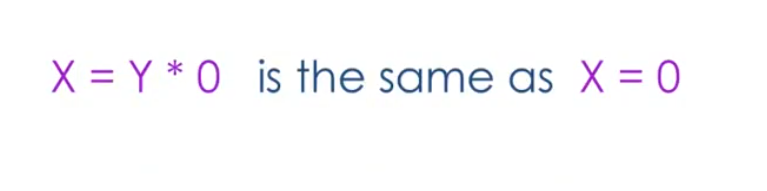 X = Y * 0 is the same as X = 0